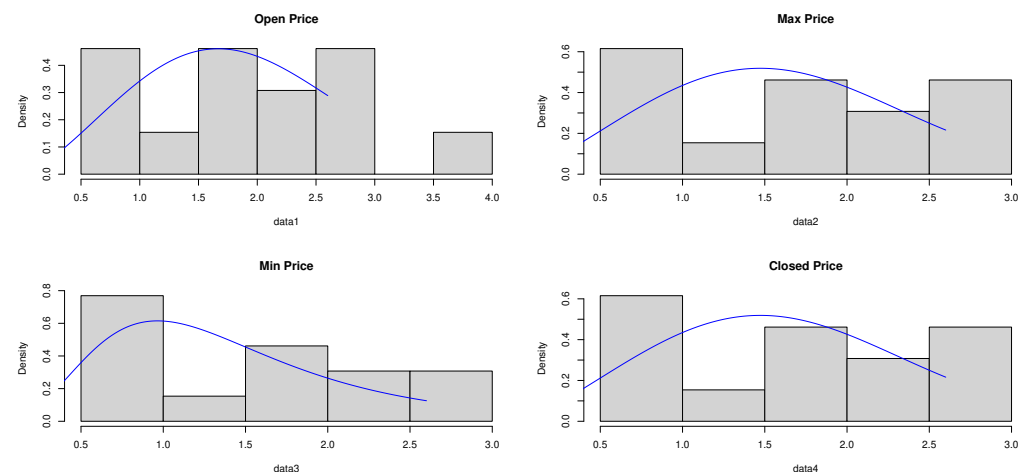 Open Price
Density
0.0 0.1 0.2 0.3 0.4
0.5 1.0 1.5 2.0 2.5 3.0 3.5 4.0
data1
Max Price
Density
0.0 0.2 0.4 0.6
0.5 1.0 1.5 2.0 2.5 3.0
data2
Min Price
Density
0.0 0.2 0.4 0.6 0.8
0.5 1.0 1.5 2.0 2.5 3.0
data3
Closed Price
Density
0.0 0.2 0.4 0.6
0.5 1.0 1.5 2.0 2.5 3.0
data4